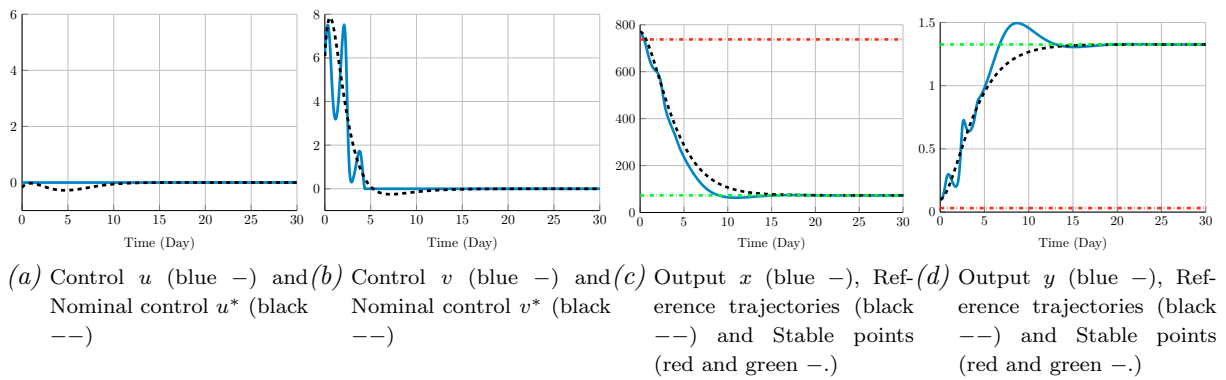 6
4
2
0
0 5 10 15 20 25 30
Time (Day)
8
6
4
2
0
0 5 10 15 20 25 30
Time (Day)
800
600
400
200
0
0 5 10 15 20 25 30
Time (Day)
1.5
1
0.5
0
0 5 10 15 20 25 30
Time (Day)
(a) Control u (blue −) and
Nominal control u* (black
−−)
(b) Control v (blue −) and
Nominal control v* (black
−−)
(c) Output x (blue −), Ref-
erence trajectories (black
−−) and Stable points
(red and green −.)
(d) Output y (blue −), Ref-
erence trajectories (black
−−) and Stable points
(red and green −.)